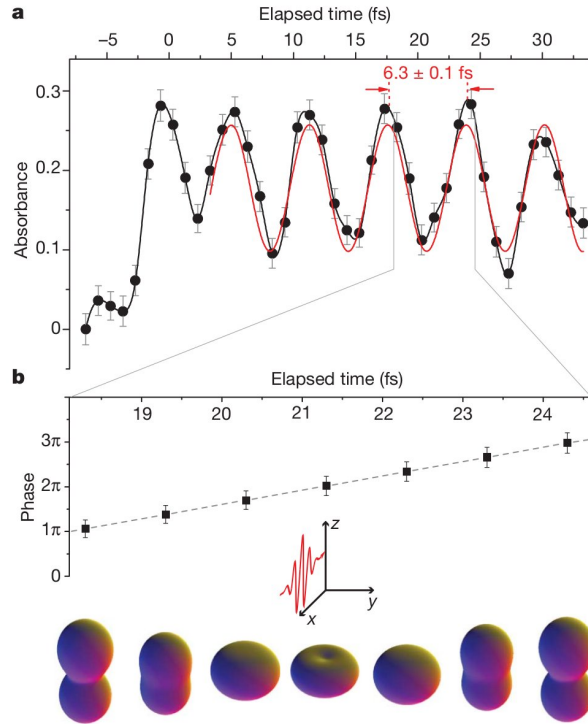 a
Elapsed time (fs)
−5 0 5 10 15 20 25 30
6.3 ± 0.1 fs
0.3
0.2
0.1
0
Absorbance
b
Elapsed time (fs)
19 20 21 22 23 24
3π
2π
1π
0
Phase
z
y
x